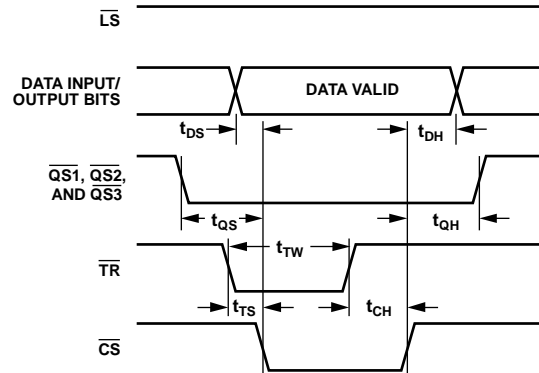 LS
DATA INPUT/
OUTPUT BITS
DATA VALID
tDS
tDH
QS1, QS2,
AND QS3
tQS
tQH
tTW
TR
tTS
tCH
CS